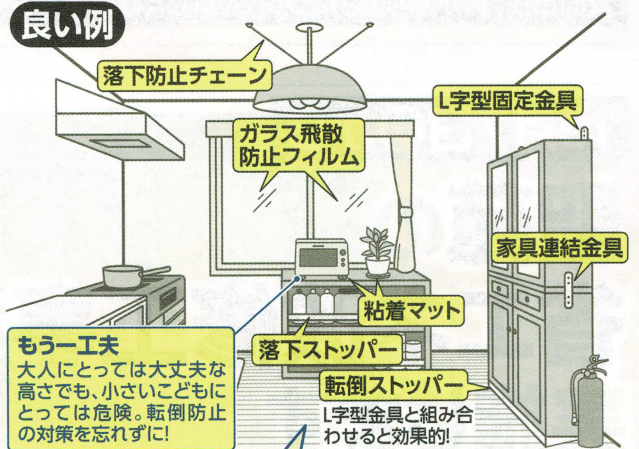 良い例
落下防止チェーン
L字型固定金具
ガラス飛散
防止フィルム
家具連結金具
粘着マット
落下ストッパー
転倒ストッパー
L字型金具と組み合
わせると効果的!
もう一工夫
大人にとっては大丈夫な
高さでも、小さいこどもに
とっては危険。転倒防止
の対策を忘れずに!